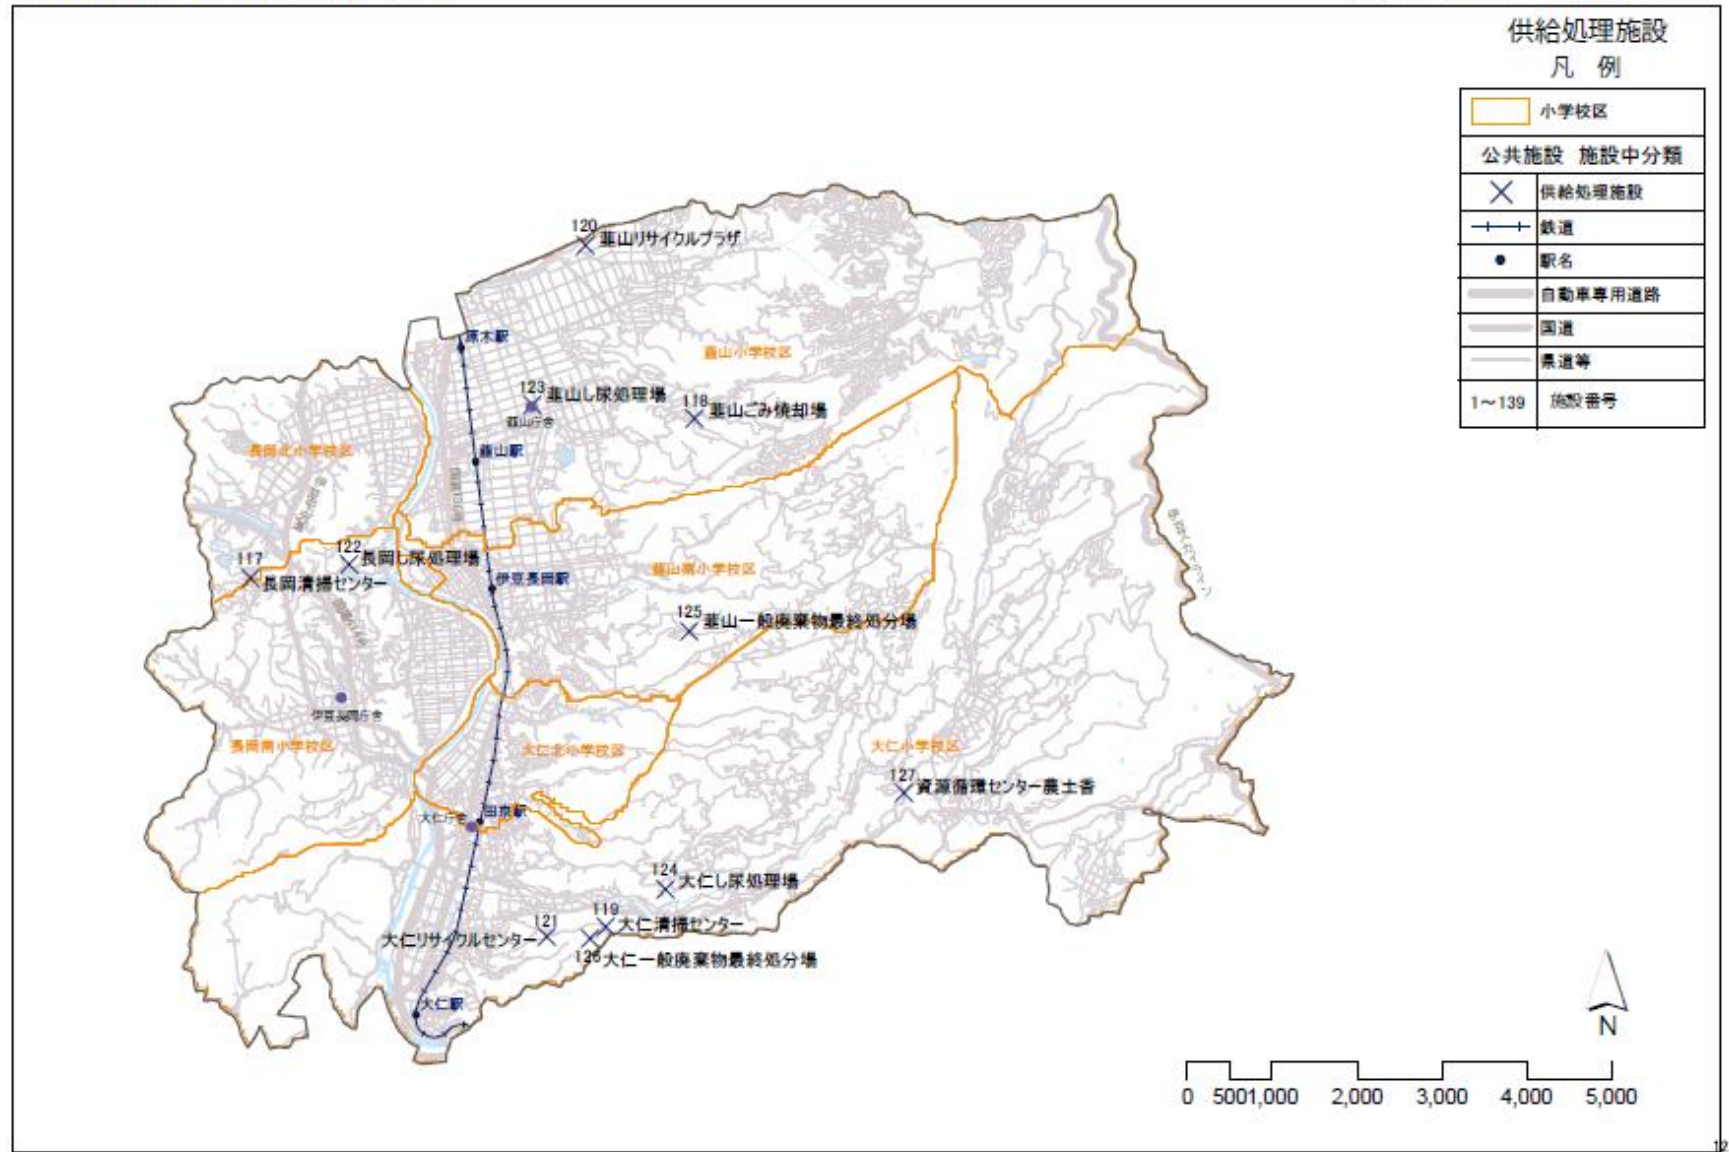 供給処理施設
凡 例
小学校区
公共施設 施設中分類
供給処理施設
鉄道
駅名
自動車専用道路
国道
県道等
1～139 施設番号
120
韮山リサイクルプラザ
原木駅
韮山小学校区
123
韮山し尿処理場
118
韮山ごみ焼却場
韮山庁舎
長岡北小学校区
韮山駅
117
長岡清掃センター
122
長岡し尿処理場
伊豆長岡駅
韮山南小学校区
125
韮山一般廃棄物最終処分場
伊豆長岡庁舎
長岡南小学校区
大仁北小学校区
大仁小学校区
127
資源循環センター農土香
大仁庁舎
田京駅
124
大仁し尿処理場
119
大仁清掃センター
121
大仁リサイクルセンター
126
大仁一般廃棄物最終処分場
大仁駅
N
0 500 1,000 2,000 3,000 4,000 5,000